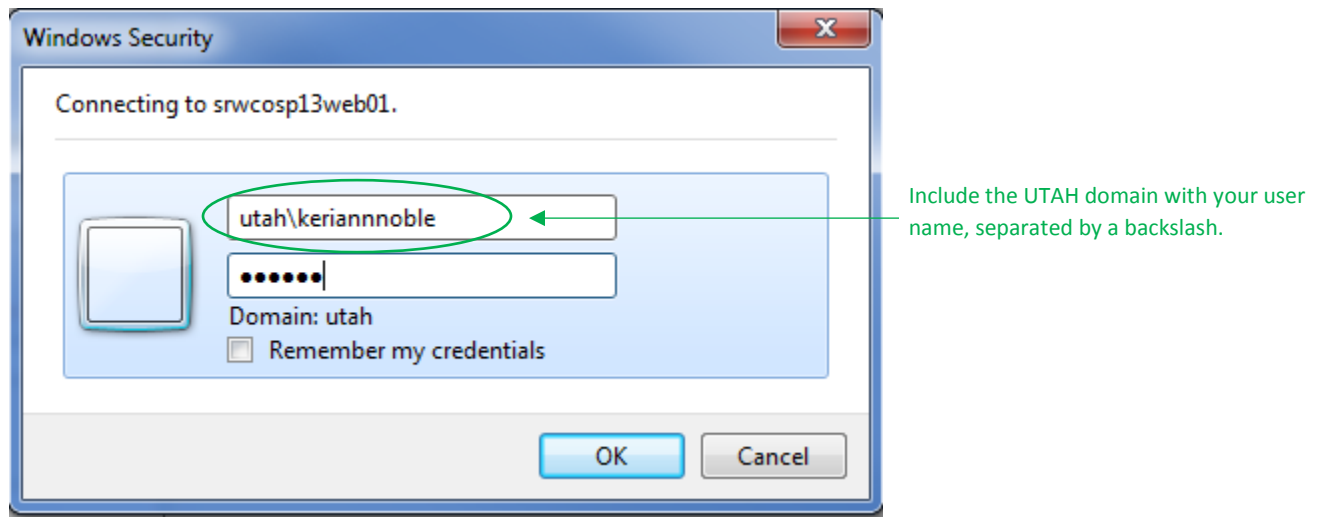 Windows Security
Connecting to srwcosp13web01.
utah\keriannnoble
Include the UTAH domain with your user
name, separated by a backslash.
●●●●●●
Domain: utah
Remember my credentials
OK
Cancel